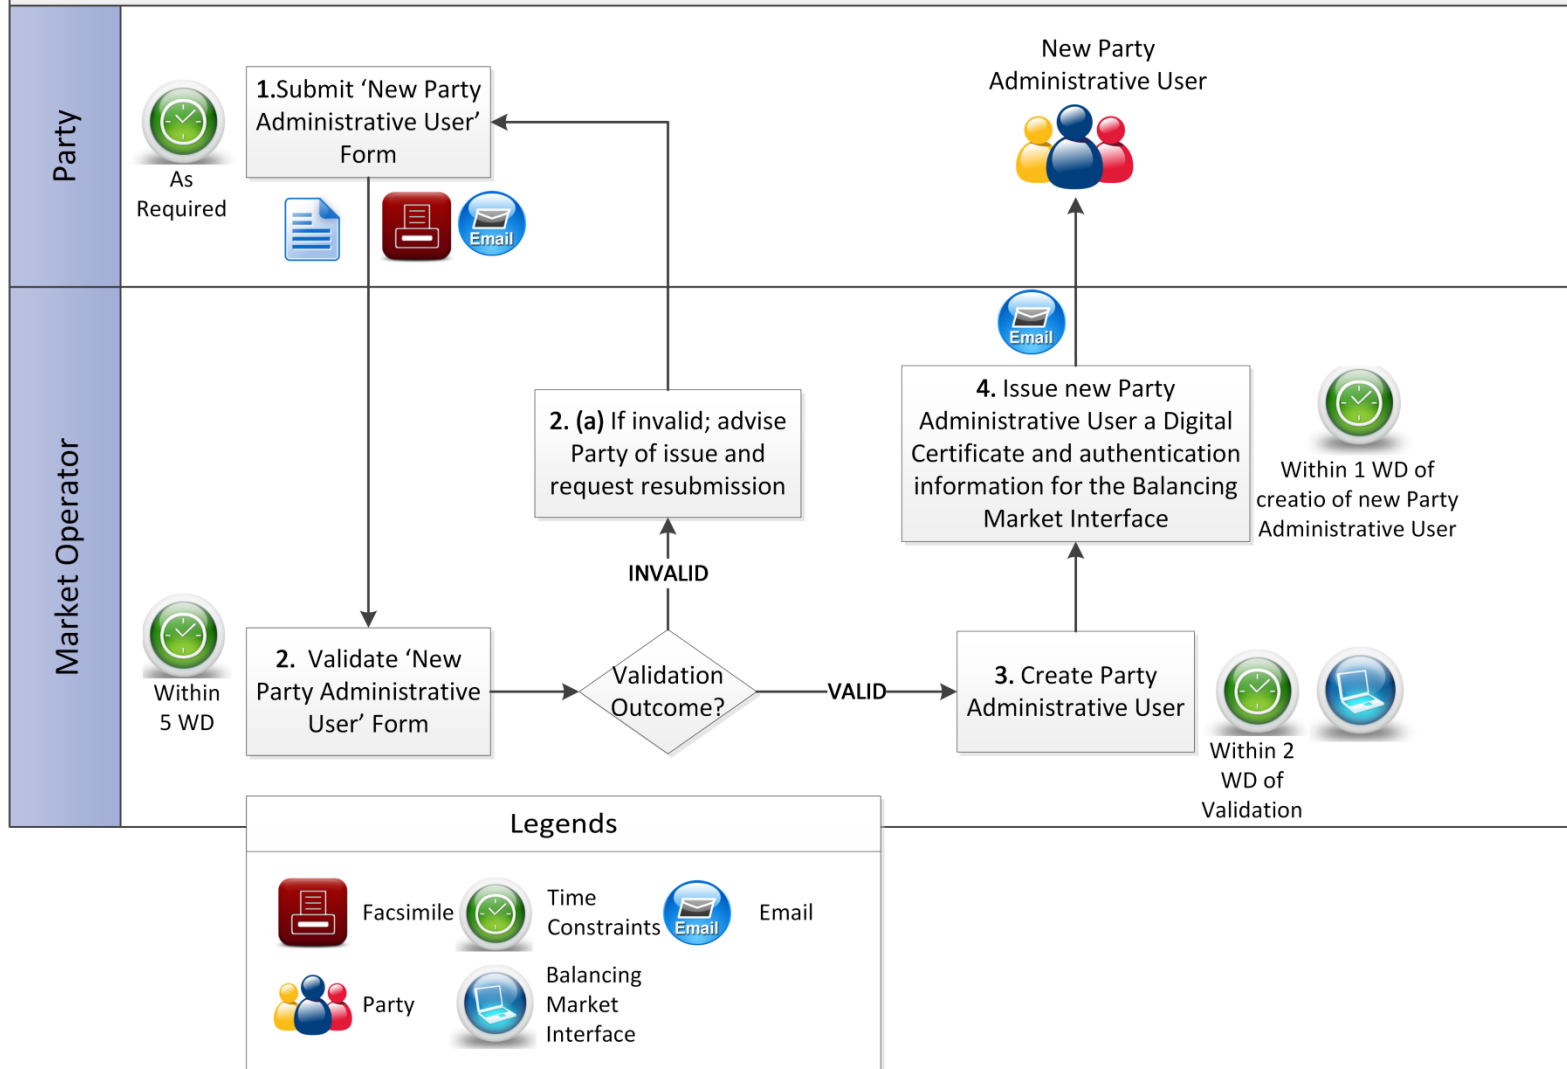 Party
As
Required
1.Submit ‘New Party
Administrative User’
Form
Email
New Party
Administrative User
Market Operator
Within
5 WD
2. Validate ‘New
Party Administrative
User’ Form
Validation
Outcome?
INVALID
2. (a) If invalid; advise
Party of issue and
request resubmission
VALID
3. Create Party
Administrative User
Within 2
WD of
Validation
Email
4. Issue new Party
Administrative User a Digital
Certificate and authentication
information for the Balancing
Market Interface
Within 1 WD of
creatio of new Party
Administrative User
Legends
Facsimile
Time
Constraints
Email
Email
Party
Balancing
Market
Interface